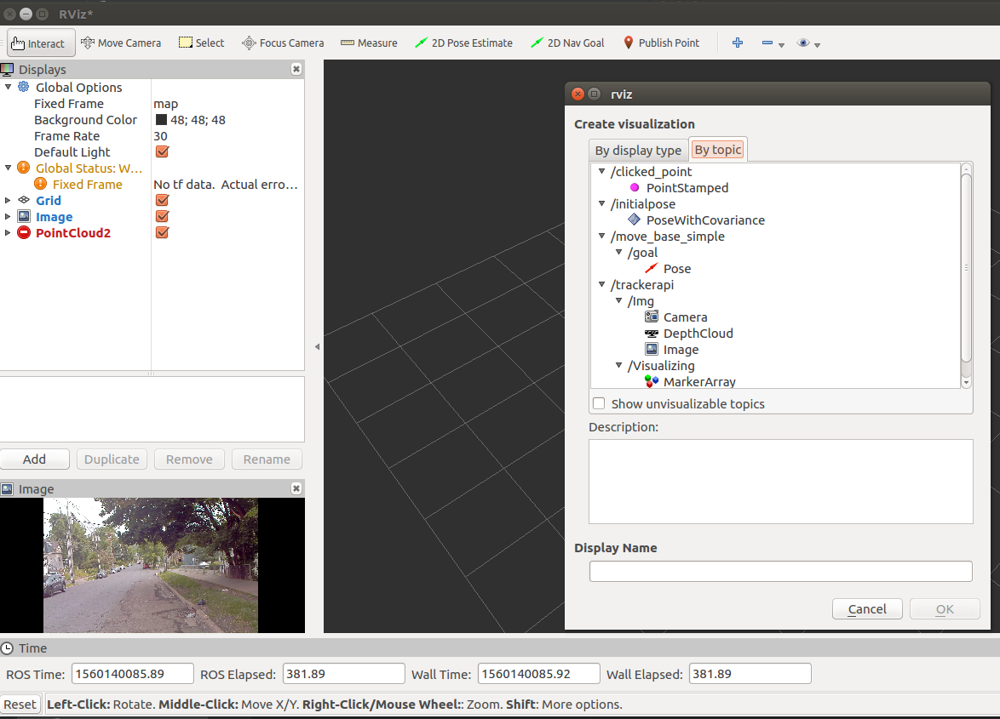 RViz*
Interact Move Camera Select Focus Camera Measure 2D Pose Estimate 2D Nav Goal Publish Point
Displays
Global Options
Fixed Frame map
Background Color 48; 48; 48
Frame Rate 30
Default Light
Global Status: W...
Fixed Frame No tf data. Actual erro...
Grid
Image
PointCloud2
Add Duplicate Remove Rename
Image
rviz
Create visualization
By display type By topic
/clicked_point
PointStamped
/initialpose
PoseWithCovariance
/move_base_simple
/goal
Pose
/trackerapi
/Img
Camera
DepthCloud
Image
/Visualizing
MarkerArray
Show unvisualizable topics
Description:
Display Name
Cancel OK
Time
ROS Time: 1560140085.89 ROS Elapsed: 381.89 Wall Time: 1560140085.92 Wall Elapsed: 381.89
Reset Left-Click: Rotate. Middle-Click: Move X/Y. Right-Click/Mouse Wheel:: Zoom. Shift: More options.